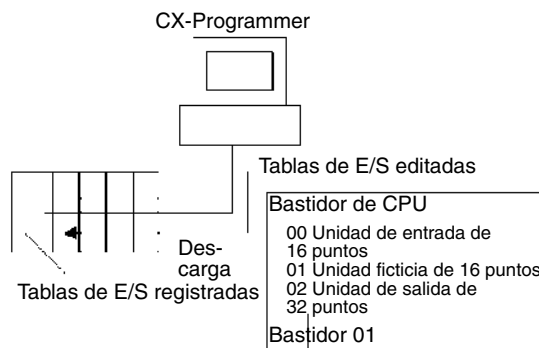 CX-Programmer
Tablas de E/S editadas
Bastidor de CPU
00 Unidad de entrada de
16 puntos
01 Unidad ficticia de 16 puntos
02 Unidad de salida de
32 puntos
Bastidor 01
Des-
carga
Tablas de E/S registradas